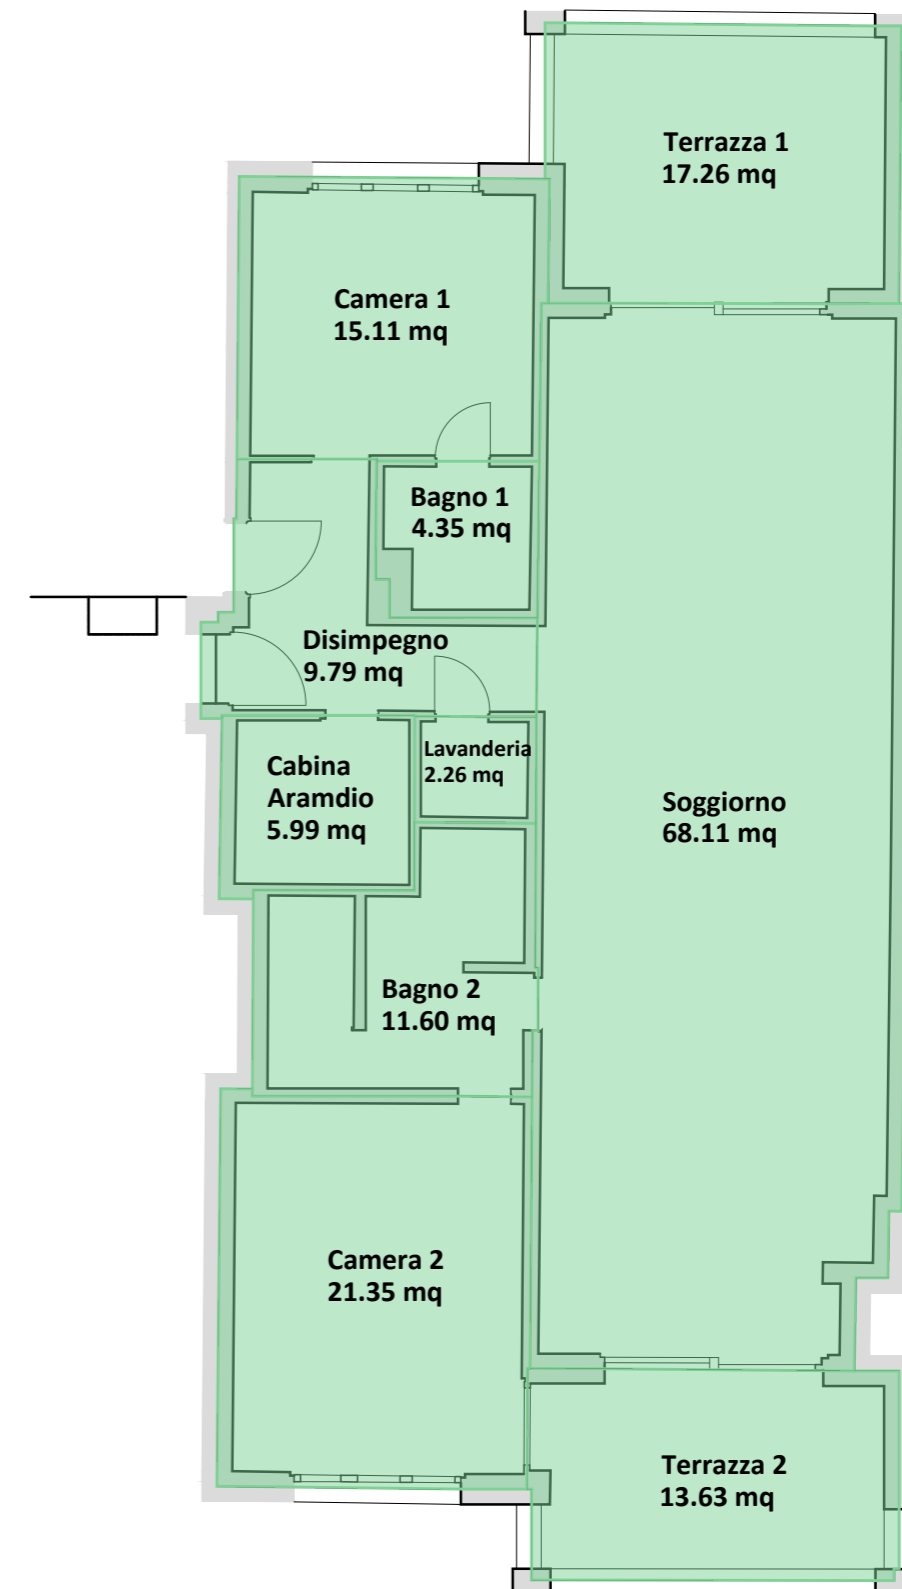 Terrazza 1
17.26 mq
Camera 1
15.11 mq
Bagno 1
4.35 mq
Disimpegno
9.79 mq
Lavanderia
2.26 mq
Cabina
Aramdio
5.99 mq
Soggiorno
68.11 mq
Bagno 2
11.60 mq
Camera 2
21.35 mq
Terrazza 2
13.63 mq